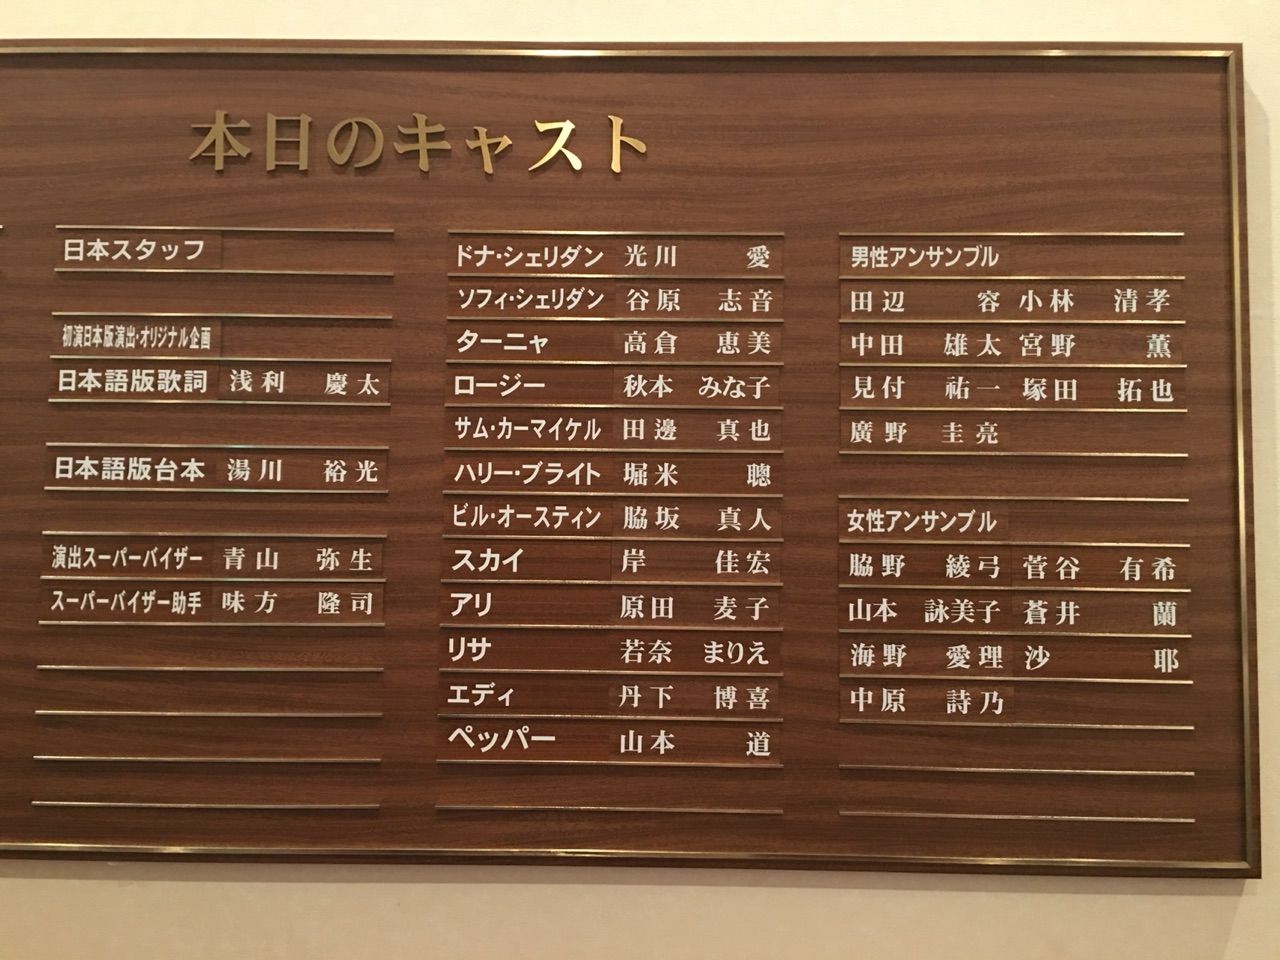 本日のキャスト
日本スタッフ
初演日本版演出・オリジナル企画
日本語版歌詞 浅利 慶太
日本語版台本 湯川 裕光
演出スーパーバイザー 青山 弥生
スーパーバイザー助手 味方 隆司
ドナ・シェリダン 光川 愛
ソフィ・シェリダン 谷原 志音
ターニャ 高倉 恵美
ロージー 秋本 みな子
サム・カーマイケル 田邊 真也
ハリー・ブライト 堀米 聰
ビル・オースティン 脇坂 真人
スカイ 岸 佳宏
アリ 原田 麦子
リサ 若奈 まりえ
エディ 丹下 博喜
ペッパー 山本 道
男性アンサンブル
田辺 容 小林 清孝
中田 雄太 宮野 薫
見付 祐一 塚田 拓也
廣野 圭亮
女性アンサンブル
脇野 綾弓 菅谷 有希
山本 詠美子 蒼井 蘭
海野 愛理 沙 耶
中原 詩乃